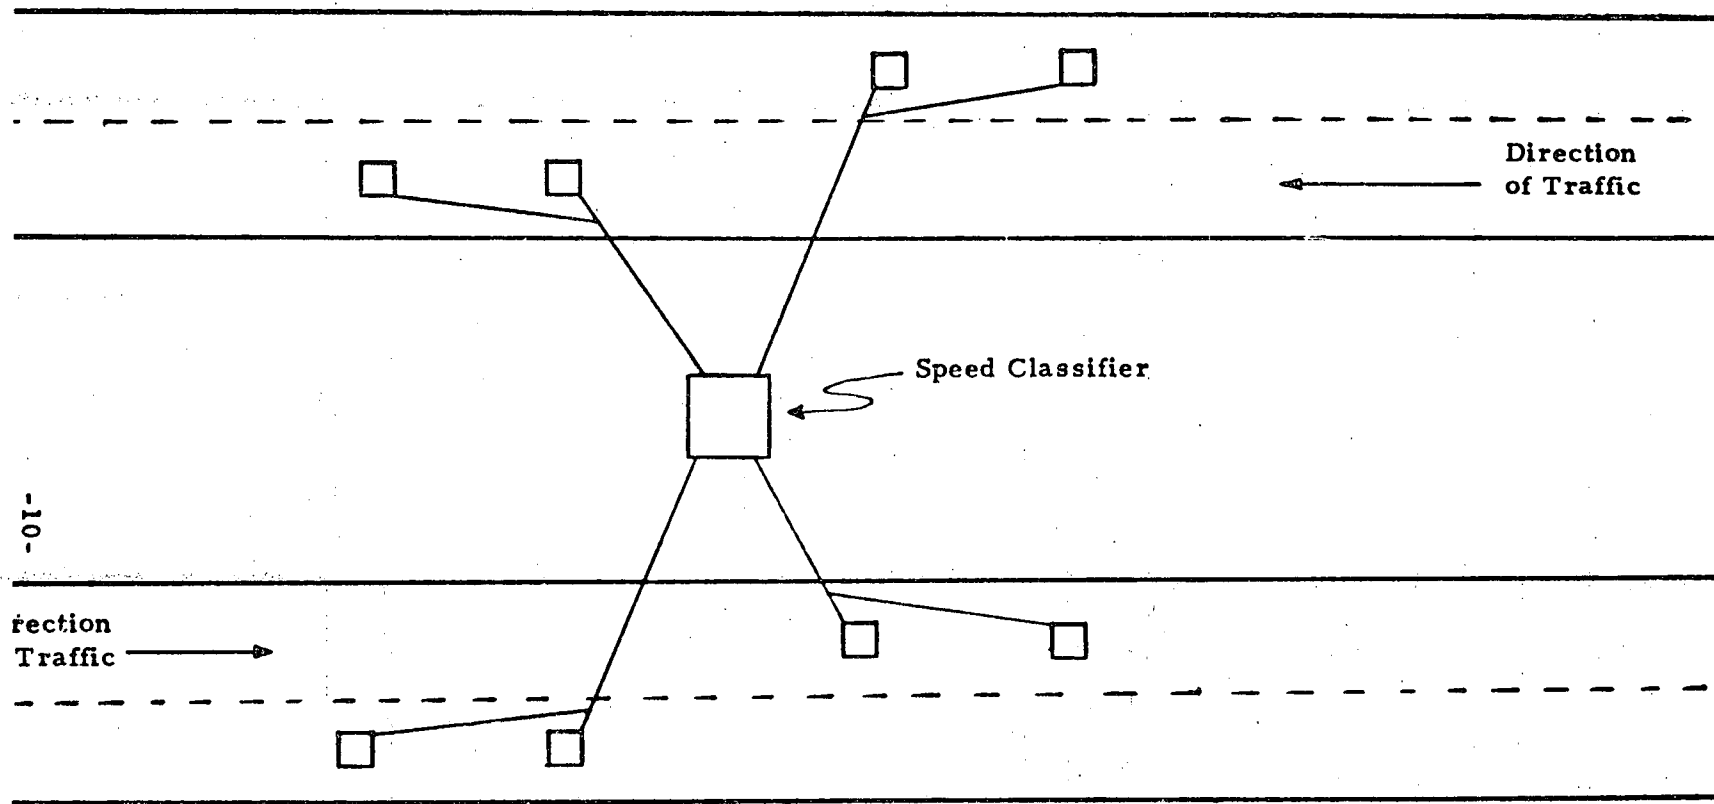 Direction
of Traffic
Speed Classifier
-10-
rection
Traffic